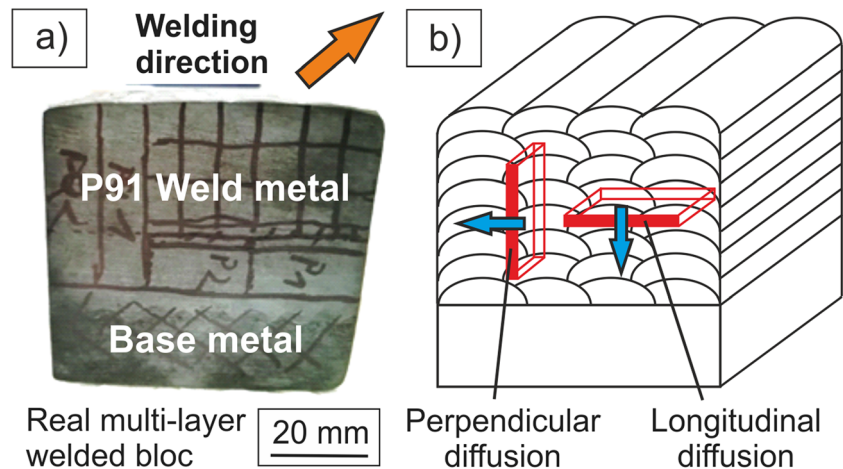 a)
Welding
direction
P91 Weld metal
Base metal
Real multi-layer
welded bloc
20 mm
b)
Perpendicular
diffusion
Longitudinal
diffusion